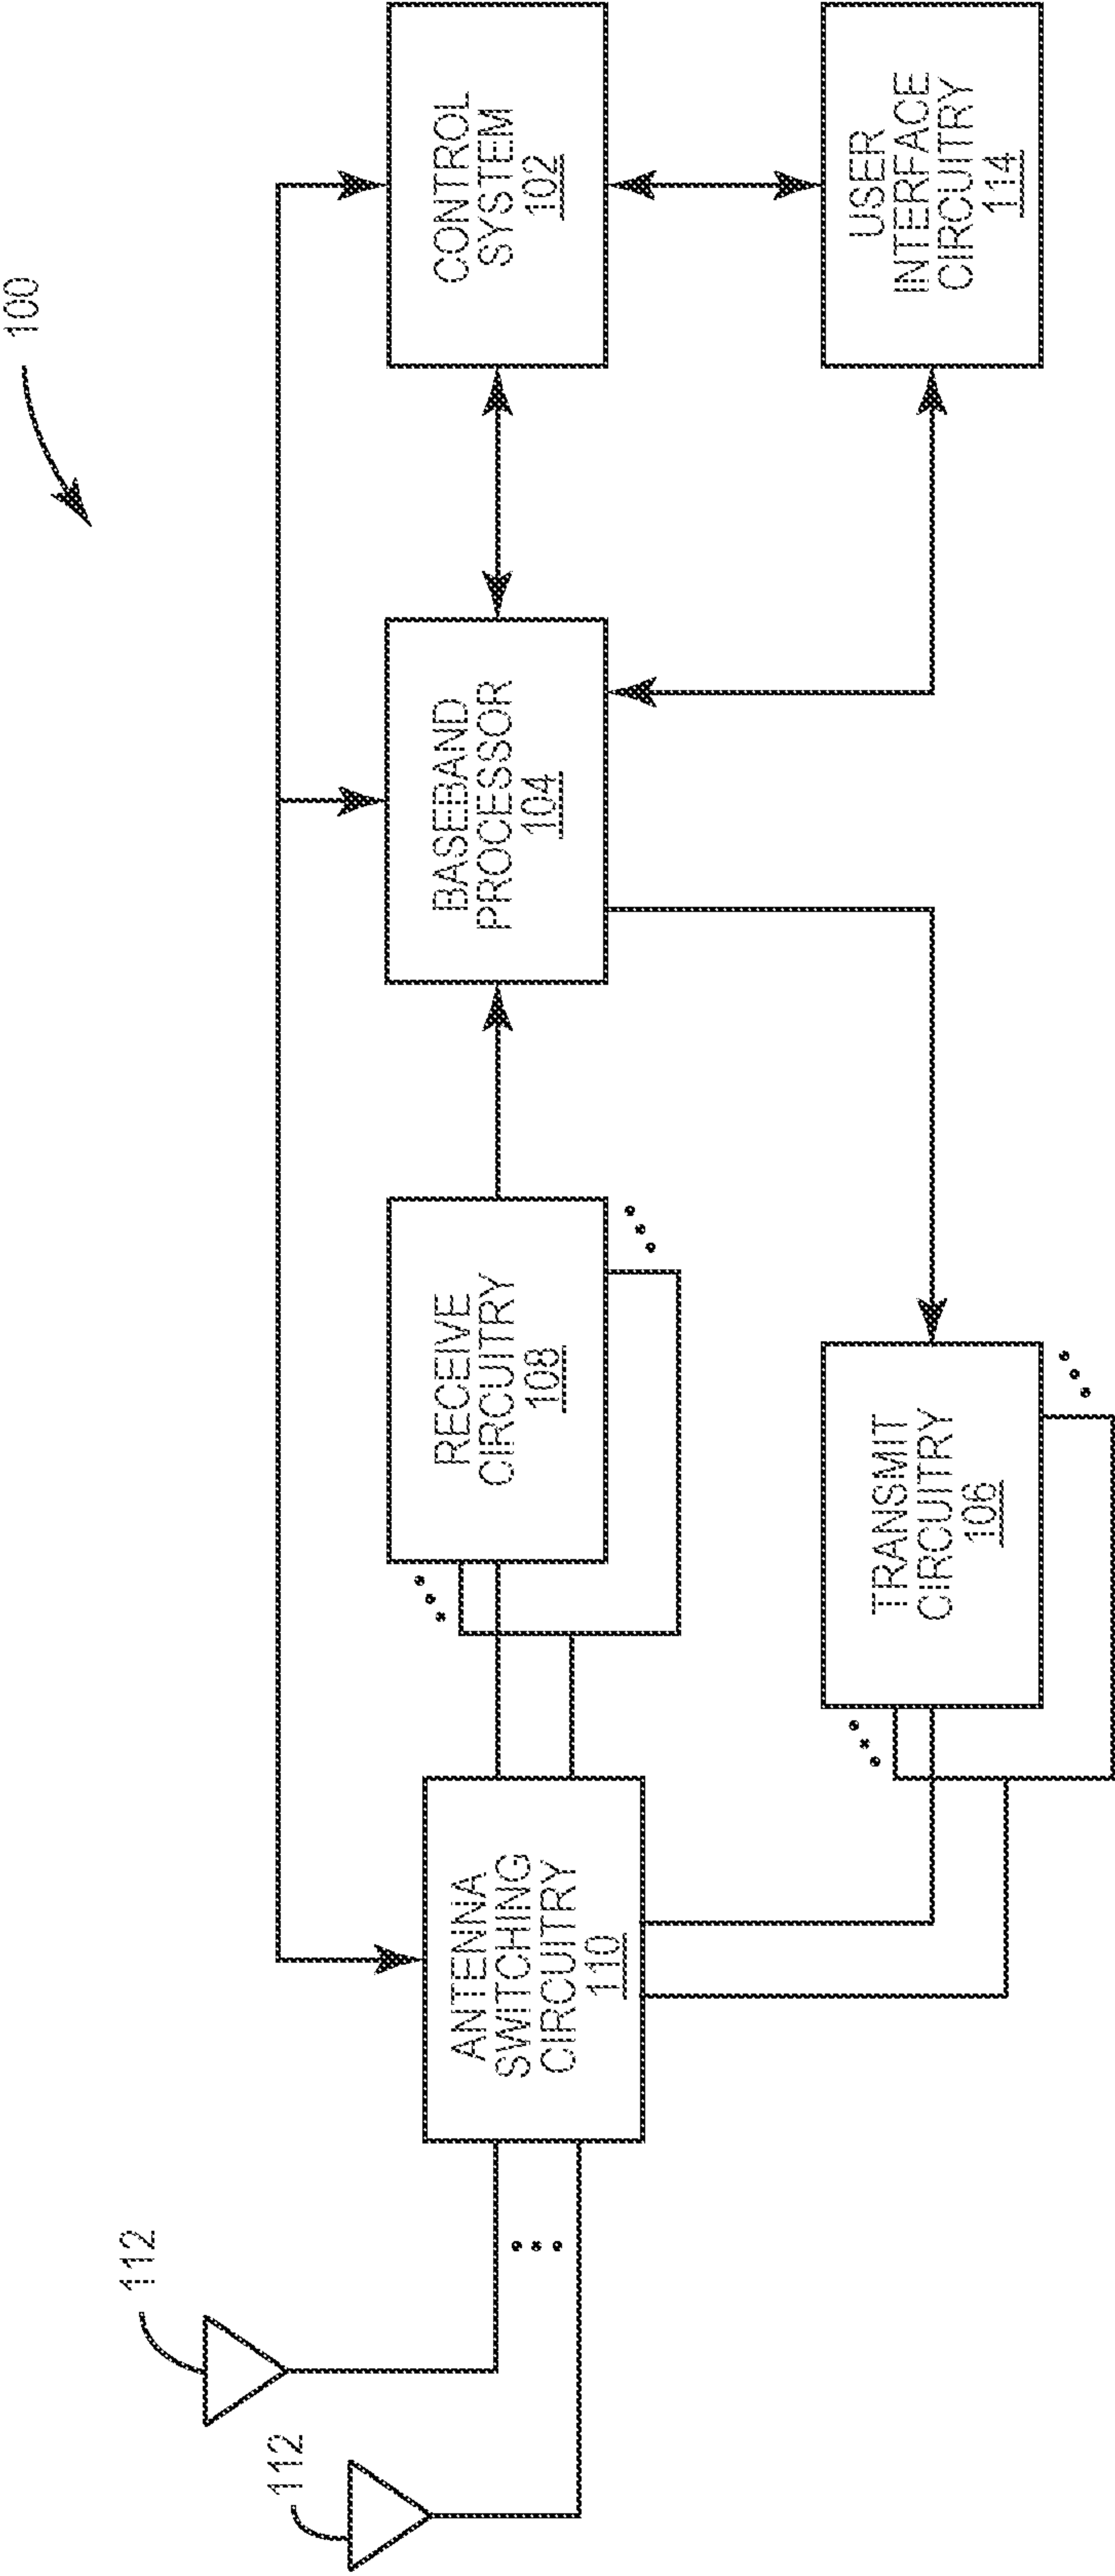 100
112
112
ANTENNA
SWITCHING
CIRCUITRY
110
RECEIVE
CIRCUITRY
108
BASEBAND
PROCESSOR
104
CONTROL
SYSTEM
102
TRANSMIT
CIRCUITRY
106
USER
INTERFACE
CIRCUITRY
114